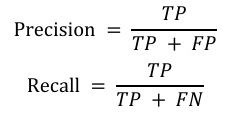 Precision = TP / TP + FP
Recall = TP / TP + FN